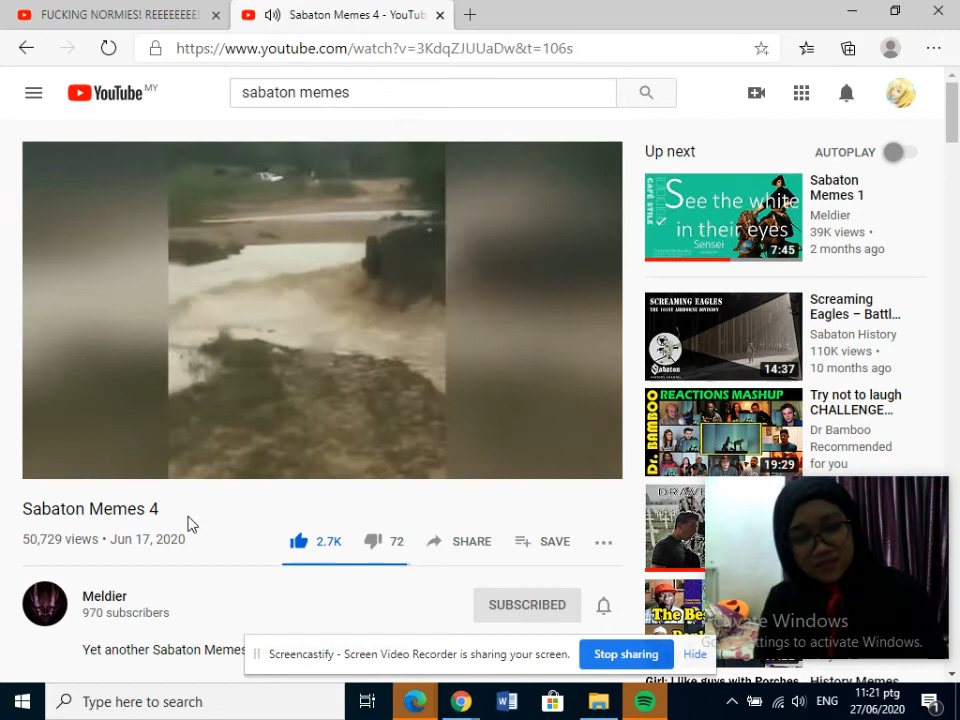 FUCKING NORMIES! REEEEEEEE!
Sabaton Memes 4 - YouTub
https://www.youtube.com/watch?v=3KdqZJUUaDw&t=106s
YouTube MY
sabaton memes
Up next
AUTOPLAY
CAFÉ STILE
See the white
in their eyes
Sensei
7:45
Sabaton
Memes 1
Meldier
39K views •
2 months ago
SCREAMING EAGLES
THE 101ST AIRBORNE DIVISION
Sabaton
14:37
Screaming
Eagles – Battl...
Sabaton History
110K views •
10 months ago
REACTIONS MASHUP
Dr. BAMBOO
19:29
Try not to laugh
CHALLENGE...
Dr Bamboo
Recommended
for you
Sabaton Memes 4
50,729 views • Jun 17, 2020
2.7K
72
SHARE
SAVE
Meldier
970 subscribers
SUBSCRIBED
Yet another Sabaton Memes
The Be
Girl: I like guys with Porches
History Memes
Activate Windows
Go to Settings to activate Windows.
Screencastify - Screen Video Recorder is sharing your screen.
Stop sharing
Hide
Type here to search
ENG
11:21 ptg
27/06/2020
1